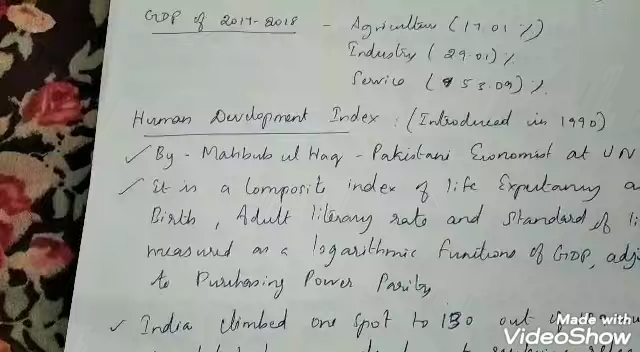 GDP of 2017-2018 - Agriculture (17.01%)
Industry (29.01)%
Service (53.09)%
Human Development Index : (Introduced in 1990)
✓ By - Mahbub ul Haq - Pakistani Economist at UN
✓ It is a Composite index of life Expectancy a
Birth, Adult literary rate and Standard of li
measured as a logarithmic functions of GDP, adj
to Purchasing Power Parity
✓ India climbed one spot to 130 out of
Made with
VideoShow